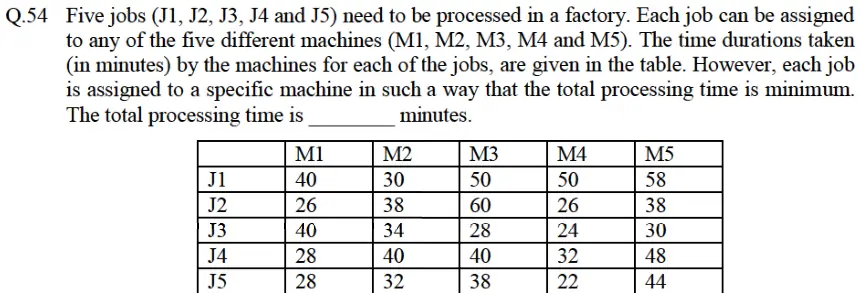 Q.54 Five jobs (J1, J2, J3, J4 and J5) need to be processed in a factory. Each job can be assigned
to any of the five different machines (M1, M2, M3, M4 and M5). The time durations taken
(in minutes) by the machines for each of the jobs, are given in the table. However, each job
is assigned to a specific machine in such a way that the total processing time is minimum.
The total processing time is ________ minutes.
M1 M2 M3 M4 M5
J1 40 30 50 50 58
J2 26 38 60 26 38
J3 40 34 28 24 30
J4 28 40 40 32 48
J5 28 32 38 22 44